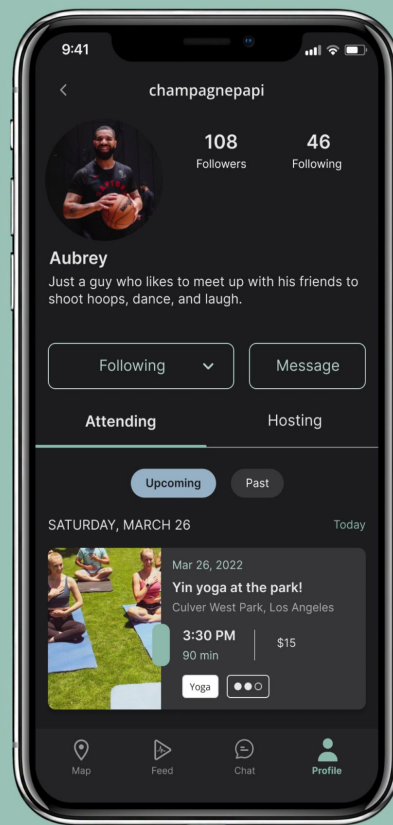 9:41
champagnepapi
108 46
Followers Following
Aubrey
Just a guy who likes to meet up with his friends to
shoot hoops, dance, and laugh.
Following Message
Attending Hosting
Upcoming Past
SATURDAY, MARCH 26 Today
Mar 26, 2022
Yin yoga at the park!
Culver West Park, Los Angeles
3:30 PM $15
90 min
Yoga
Map Feed Chat Profile